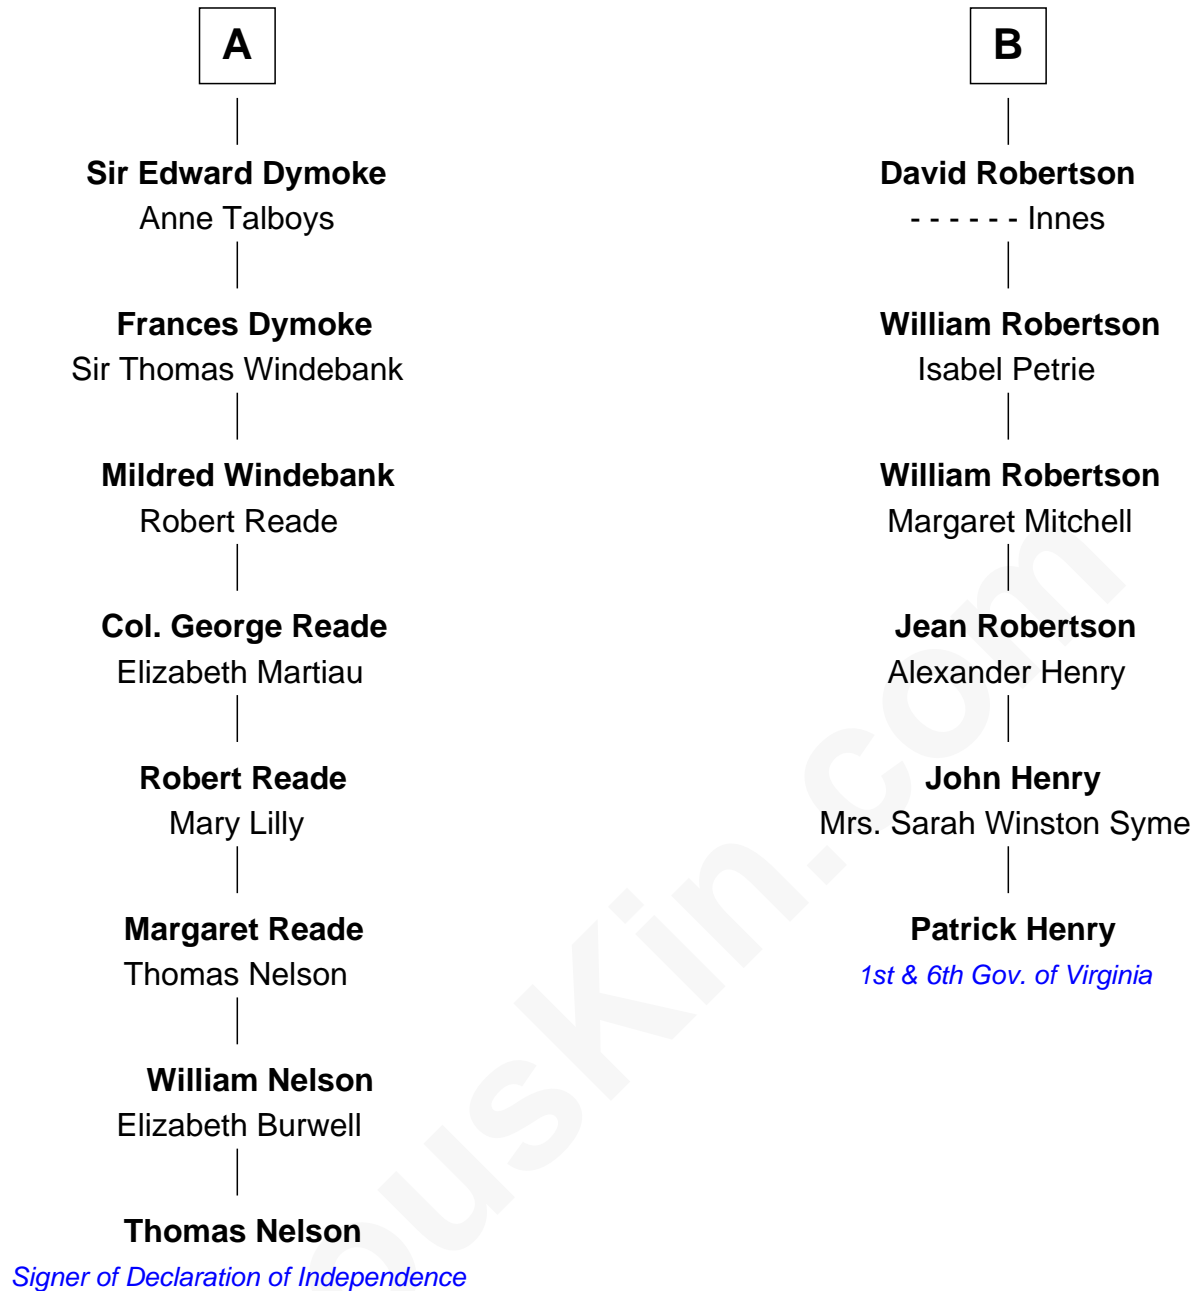 A
Sir Edward Dymoke
Anne Talboys
Frances Dymoke
Sir Thomas Windebank
Mildred Windebank
Robert Reade
Col. George Reade
Elizabeth Martiau
Robert Reade
Mary Lilly
Margaret Reade
Thomas Nelson
William Nelson
Elizabeth Burwell
Thomas Nelson
Signer of Declaration of Independence
B
David Robertson
- - - - - - Innes
William Robertson
Isabel Petrie
William Robertson
Margaret Mitchell
Jean Robertson
Alexander Henry
John Henry
Mrs. Sarah Winston Syme
Patrick Henry
1st & 6th Gov. of Virginia
ousKin.com